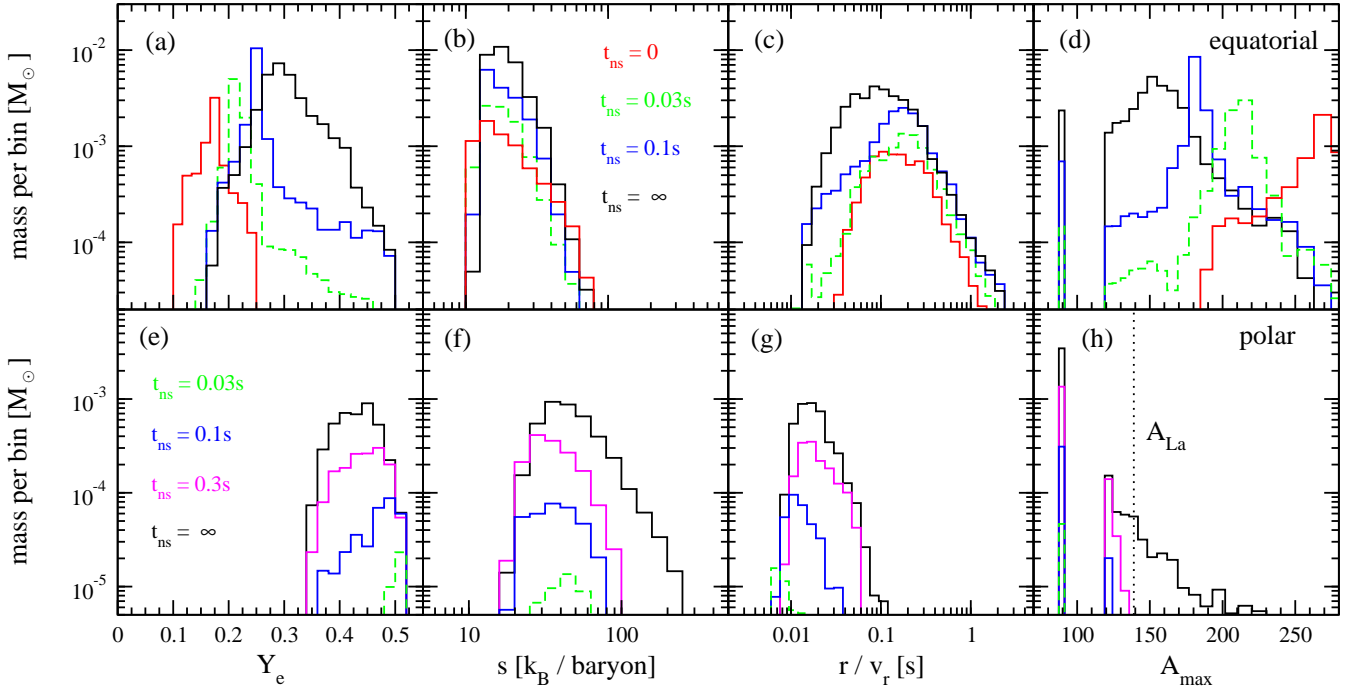 (a) (b) (c) (d) equatorial
mass per bin [M⊙]
10⁻²
10⁻³
10⁻⁴
t_ns = 0
t_ns = 0.03s
t_ns = 0.1s
t_ns = ∞
(e) (f) (g) (h) polar
mass per bin [M⊙]
10⁻³
10⁻⁴
10⁻⁵
t_ns = 0.03s
t_ns = 0.1s
t_ns = 0.3s
t_ns = ∞
A_La
0 0.1 0.2 0.3 0.4 0.5 10 100 0.01 0.1 1 100 150 200 250
Y_e s [k_B / baryon] r / v_r [s] A_max